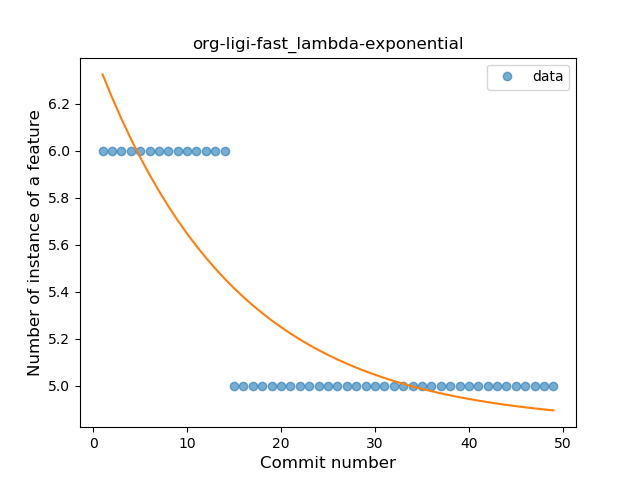 org-ligi-fast_lambda-exponential
data
Number of instance of a feature
6.2
6.0
5.8
5.6
5.4
5.2
5.0
0 10 20 30 40 50
Commit number